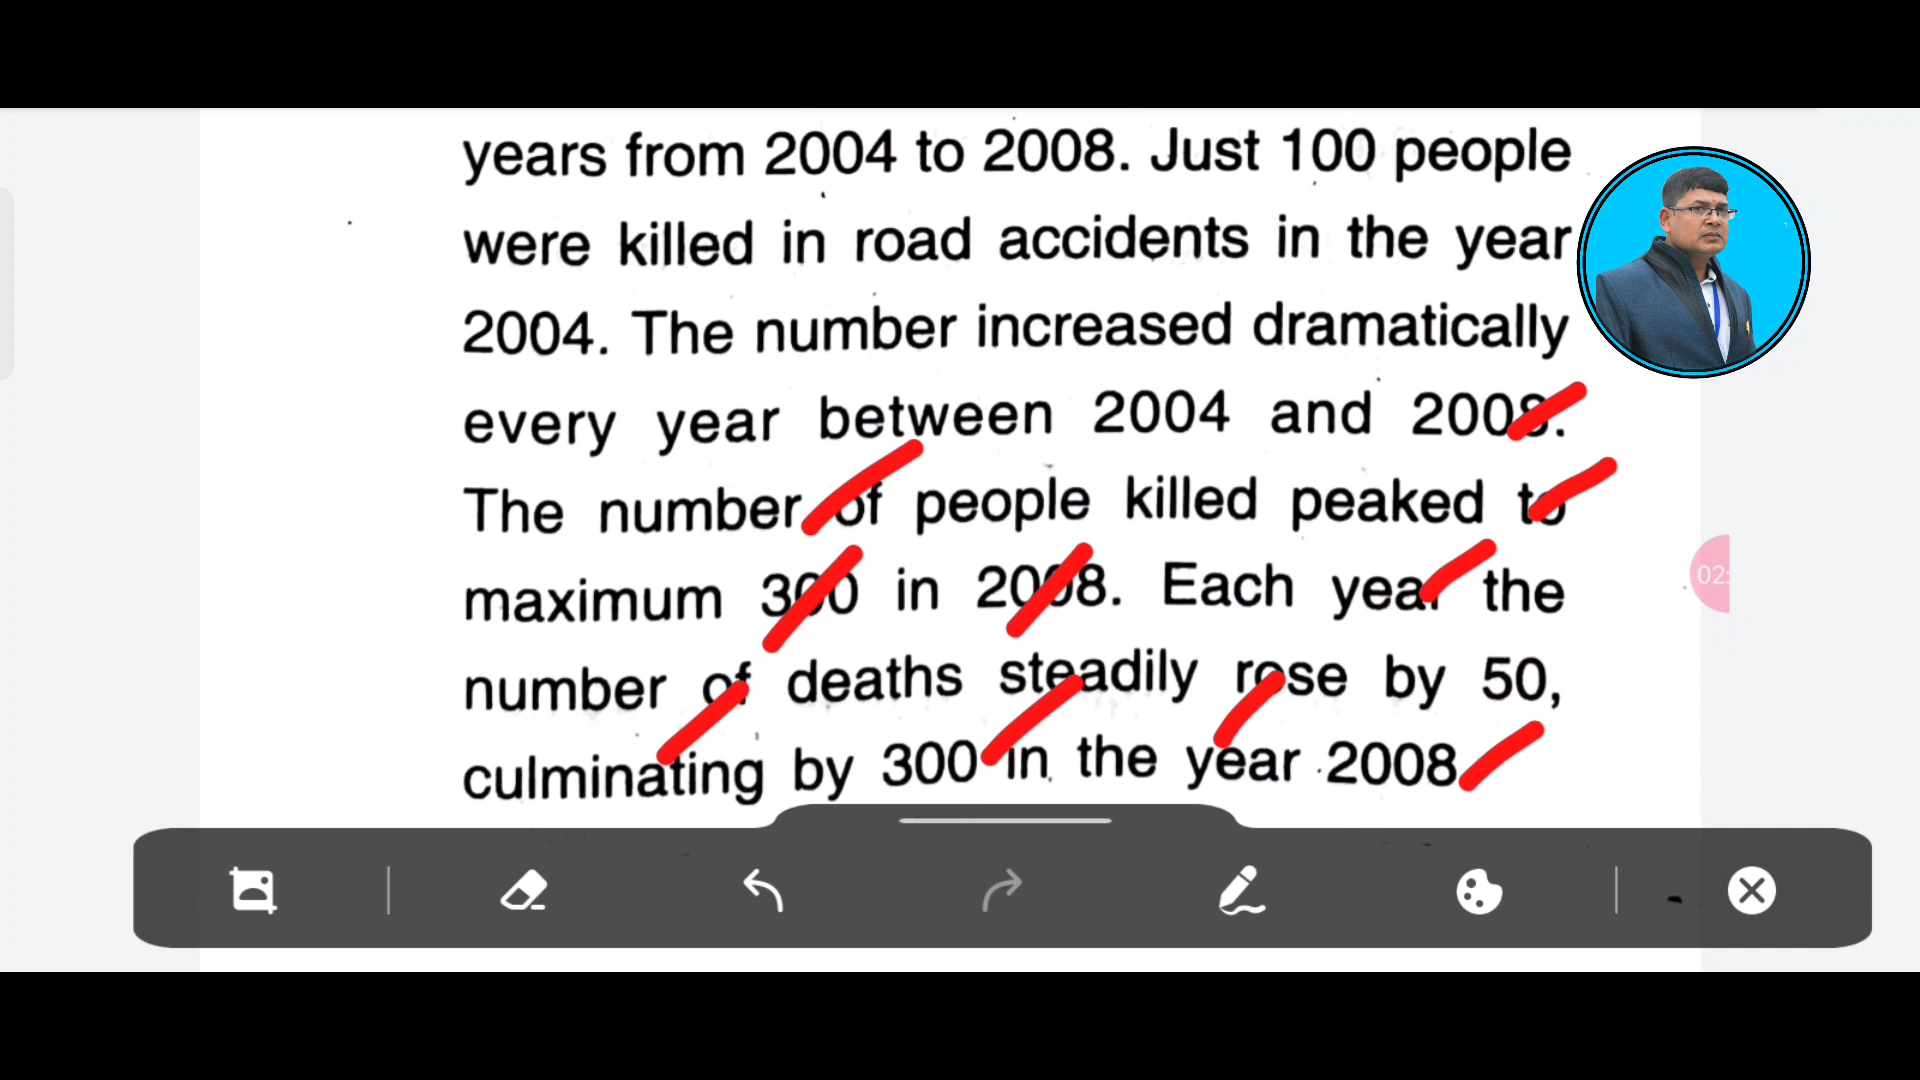 years from 2004 to 2008. Just 100 people
were killed in road accidents in the year
2004. The number increased dramatically
every year between 2004 and 2008.
The number of people killed peaked to
maximum 300 in 2008. Each year the
number of deaths steadily rose by 50,
culminating by 300 in the year 2008
02: